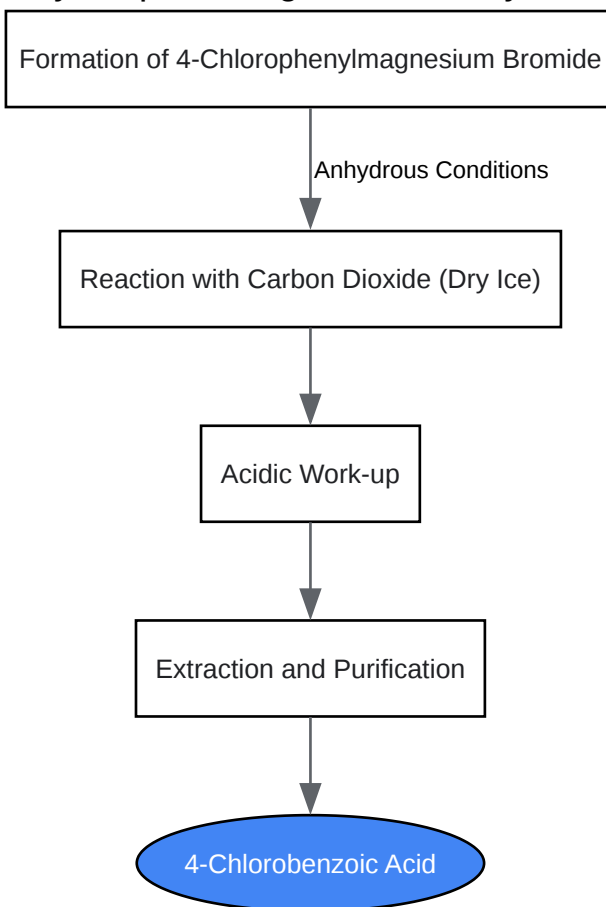 Formation of 4-Chlorophenylmagnesium Bromide
Anhydrous Conditions
Reaction with Carbon Dioxide (Dry Ice)
Acidic Work-up
Extraction and Purification
4-Chlorobenzoic Acid